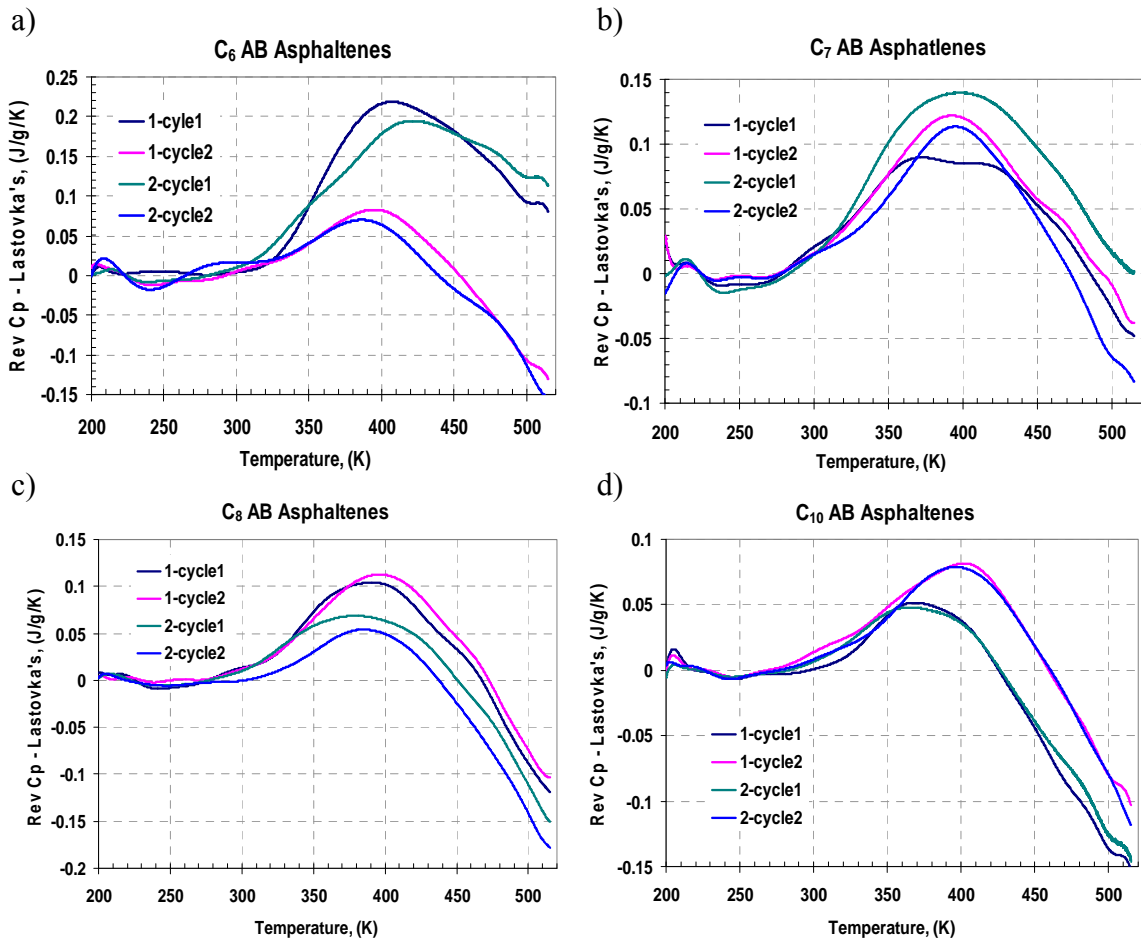 a)
C6 AB Asphaltenes
Rev Cp - Lastovka's, (J/g/K)
0.25
0.2
0.15
0.1
0.05
0
-0.05
-0.1
-0.15
1-cyle1
1-cycle2
2-cycle1
2-cycle2
200 250 300 350 400 450 500
Temperature, (K)
b)
C7 AB Asphatlenes
Rev Cp - Lastovka's, (J/g/K)
0.15
0.1
0.05
0
-0.05
-0.1
1-cycle1
1-cycle2
2-cycle1
2-cycle2
200 250 300 350 400 450 500
Temperature, (K)
c)
C8 AB Asphaltenes
Rev Cp - Lastovka's, (J/g/K)
0.15
0.1
0.05
0
-0.05
-0.1
-0.15
-0.2
1-cycle1
1-cycle2
2-cycle1
2-cycle2
200 250 300 350 400 450 500
Temperature, (K)
d)
C10 AB Asphaltenes
Rev Cp - Lastovka's, (J/g/K)
0.1
0.05
0
-0.05
-0.1
-0.15
1-cycle1
1-cycle2
2-cycle1
2-cycle2
200 250 300 350 400 450 500
Temperature, (K)